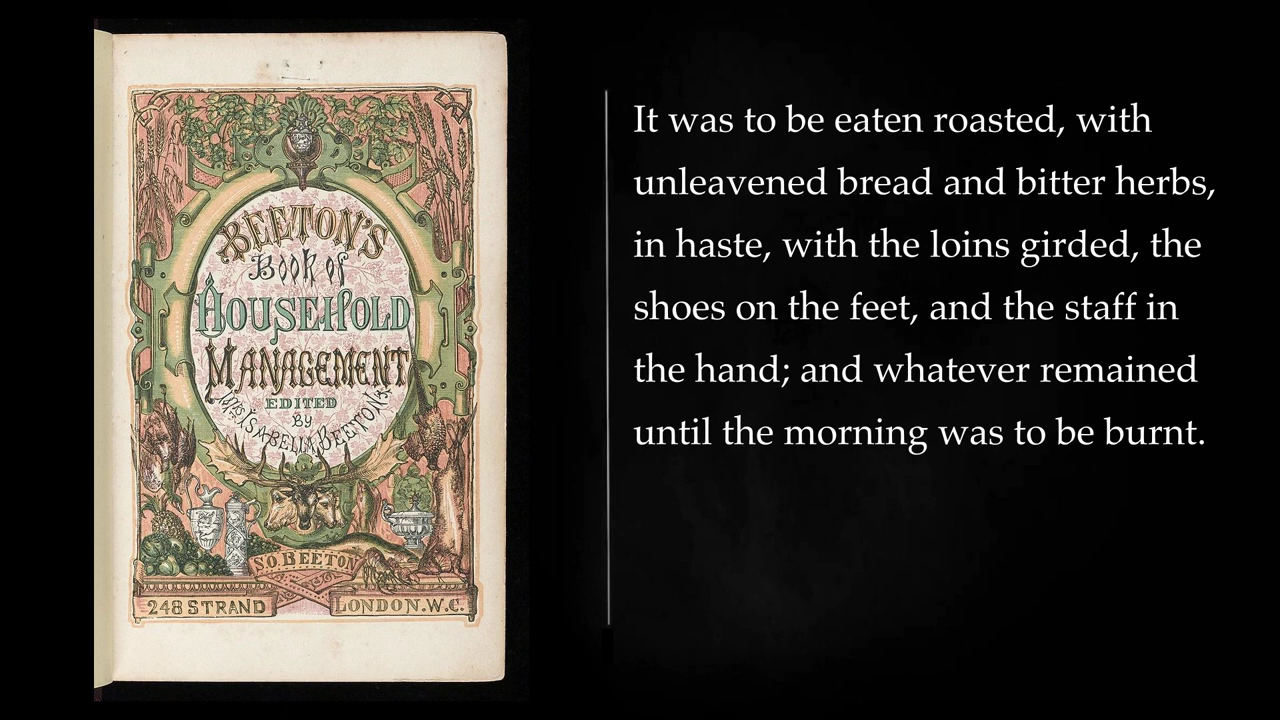 BEETON'S
Book of
HOUSEHOLD
MANAGEMENT
EDITED
BY
MRS ISABELLA BEETON.
S.O. BEETON
248 STRAND
LONDON. W.C.
It was to be eaten roasted, with
unleavened bread and bitter herbs,
in haste, with the loins girded, the
shoes on the feet, and the staff in
the hand; and whatever remained
until the morning was to be burnt.